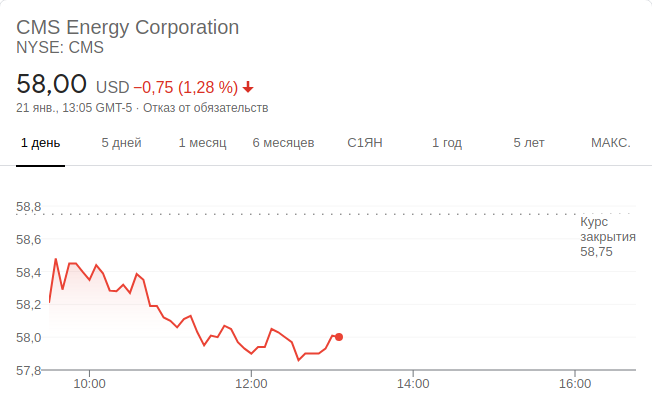 CMS Energy Corporation
NYSE: CMS
58,00 USD −0,75 (1,28 %)
21 янв., 13:05 GMT-5 · Отказ от обязательств
1 день 5 дней 1 месяц 6 месяцев С1ЯН 1 год 5 лет МАКС.
58,8
Курс
закрытия
58,75
58,6
58,4
58,2
58,0
57,8
10:00 12:00 14:00 16:00